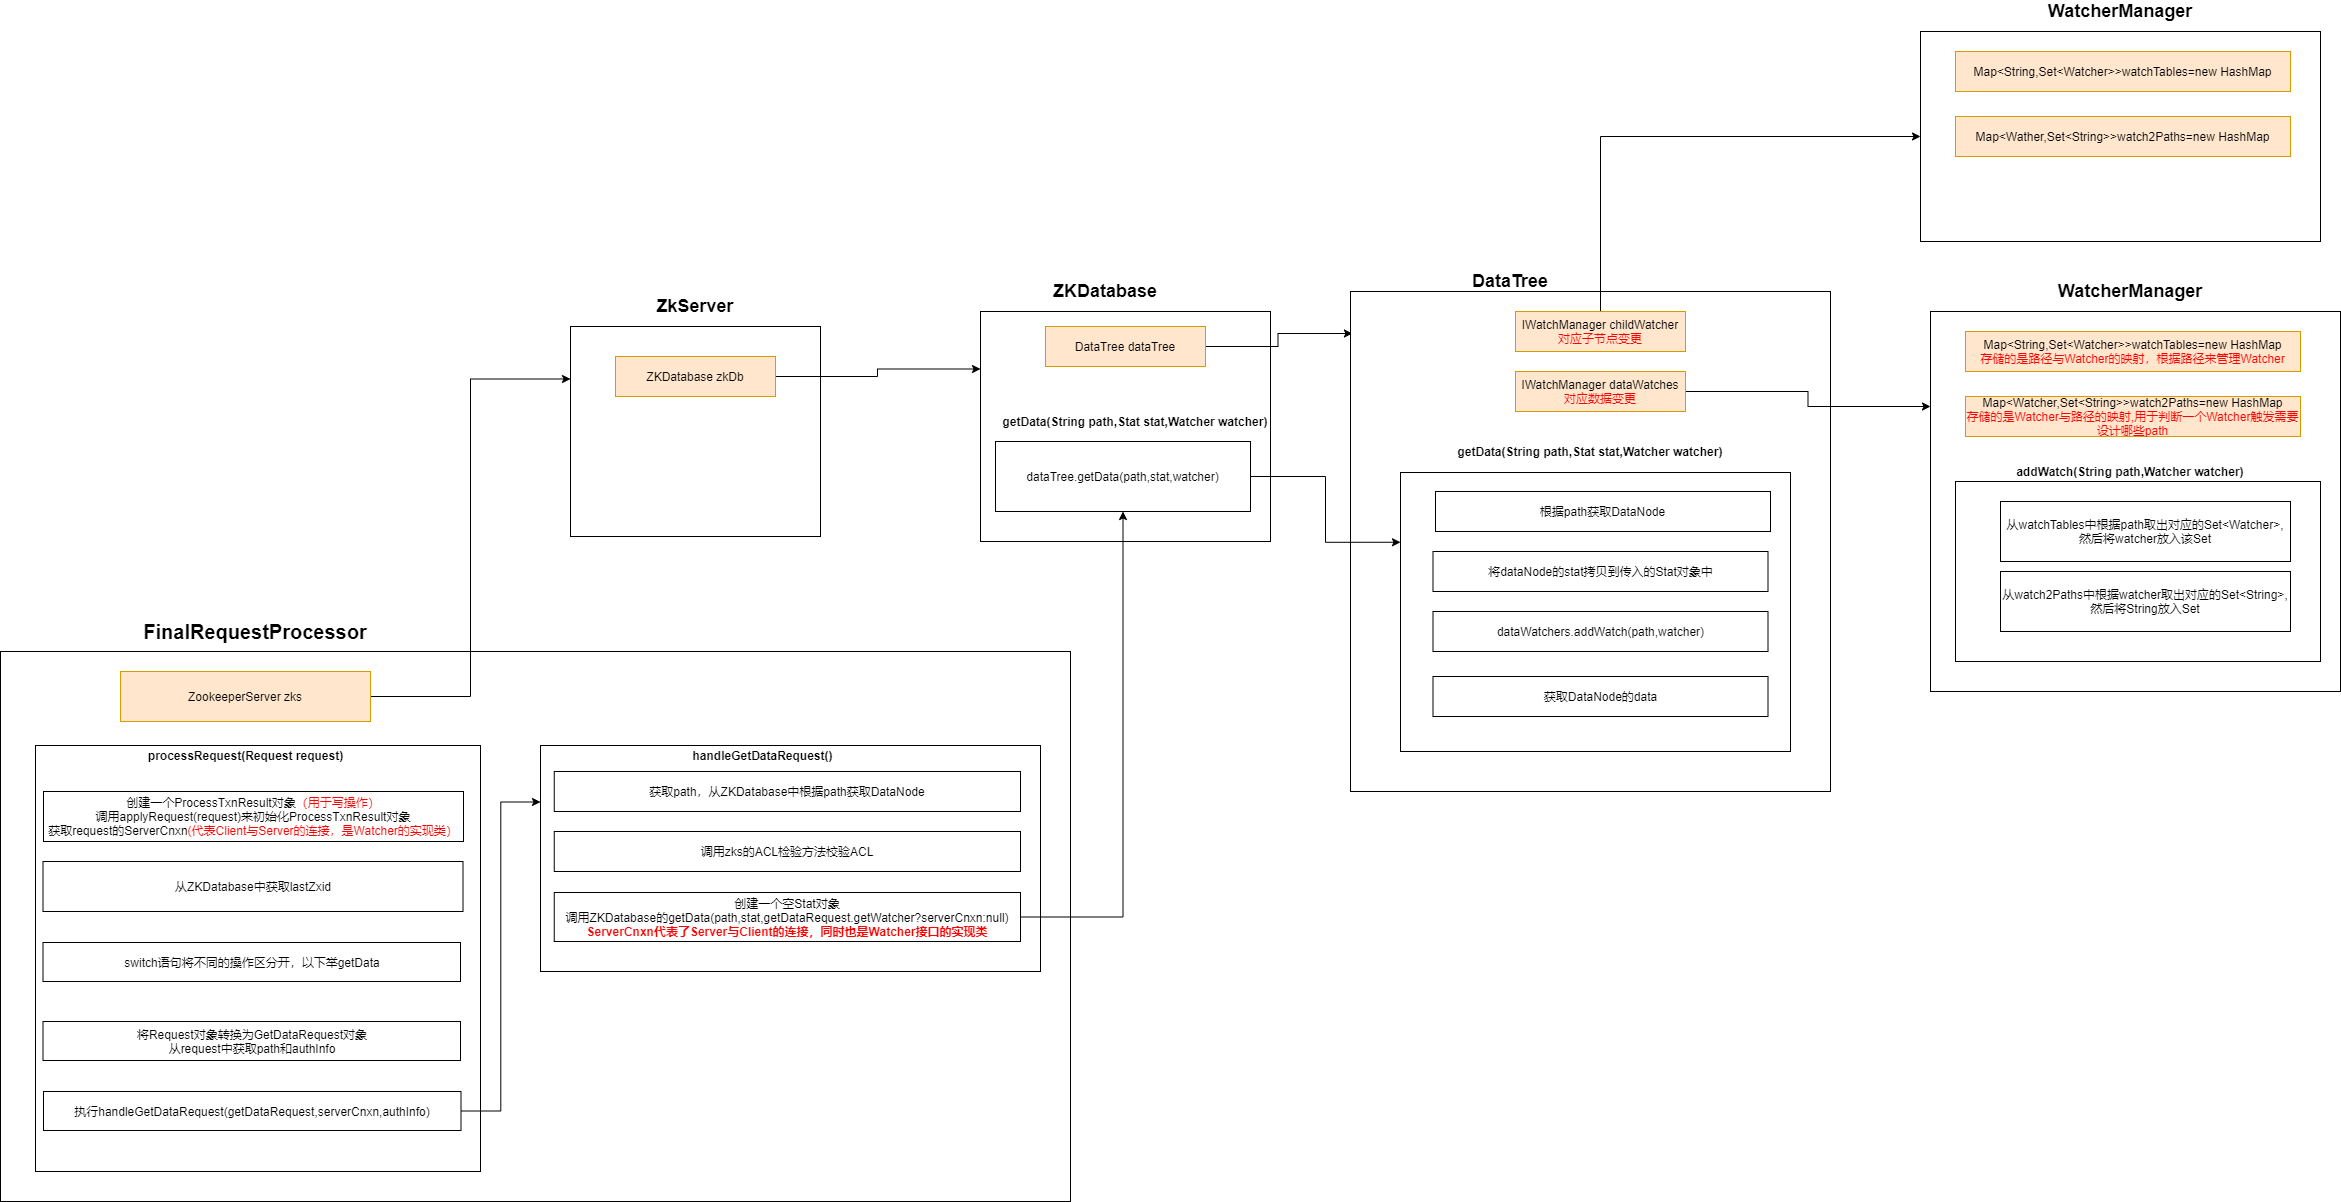 WatcherManager
Map<String,Set<Watcher>>watchTables=new HashMap
Map<Wather,Set<String>>watch2Paths=new HashMap
DataTree
IWatchManager childWatcher
对应子节点变更
IWatchManager dataWatches
对应数据变更
getData(String path,Stat stat,Watcher watcher)
根据path获取DataNode
将dataNode的stat拷贝到传入的Stat对象中
dataWatchers.addWatch(path,watcher)
获取DataNode的data
WatcherManager
Map<String,Set<Watcher>>watchTables=new HashMap
存储的是路径与Watcher的映射，根据路径来管理Watcher
Map<Watcher,Set<String>>watch2Paths=new HashMap
存储的是Watcher与路径的映射,用于判断一个Watcher触发需要
设计哪些path
addWatch(String path,Watcher watcher)
从watchTables中根据path取出对应的Set<Watcher>,
然后将watcher放入该Set
从watch2Paths中根据watcher取出对应的Set<String>,
然后将String放入Set
ZKDatabase
DataTree dataTree
getData(String path,Stat stat,Watcher watcher)
dataTree.getData(path,stat,watcher)
ZkServer
ZKDatabase zkDb
FinalRequestProcessor
ZookeeperServer zks
processRequest(Request request)
创建一个ProcessTxnResult对象（用于写操作）
调用applyRequest(request)来初始化ProcessTxnResult对象
获取request的ServerCnxn(代表Client与Server的连接，是Watcher的实现类)
从ZKDatabase中获取lastZxid
switch语句将不同的操作区分开，以下举getData
将Request对象转换为GetDataRequest对象
从request中获取path和authInfo
执行handleGetDataRequest(getDataRequest,serverCnxn,authInfo)
handleGetDataRequest()
获取path，从ZKDatabase中根据path获取DataNode
调用zks的ACL检验方法校验ACL
创建一个空Stat对象
调用ZKDatabase的getData(path,stat,getDataRequest.getWatcher?serverCnxn:null)
ServerCnxn代表了Server与Client的连接，同时也是Watcher接口的实现类